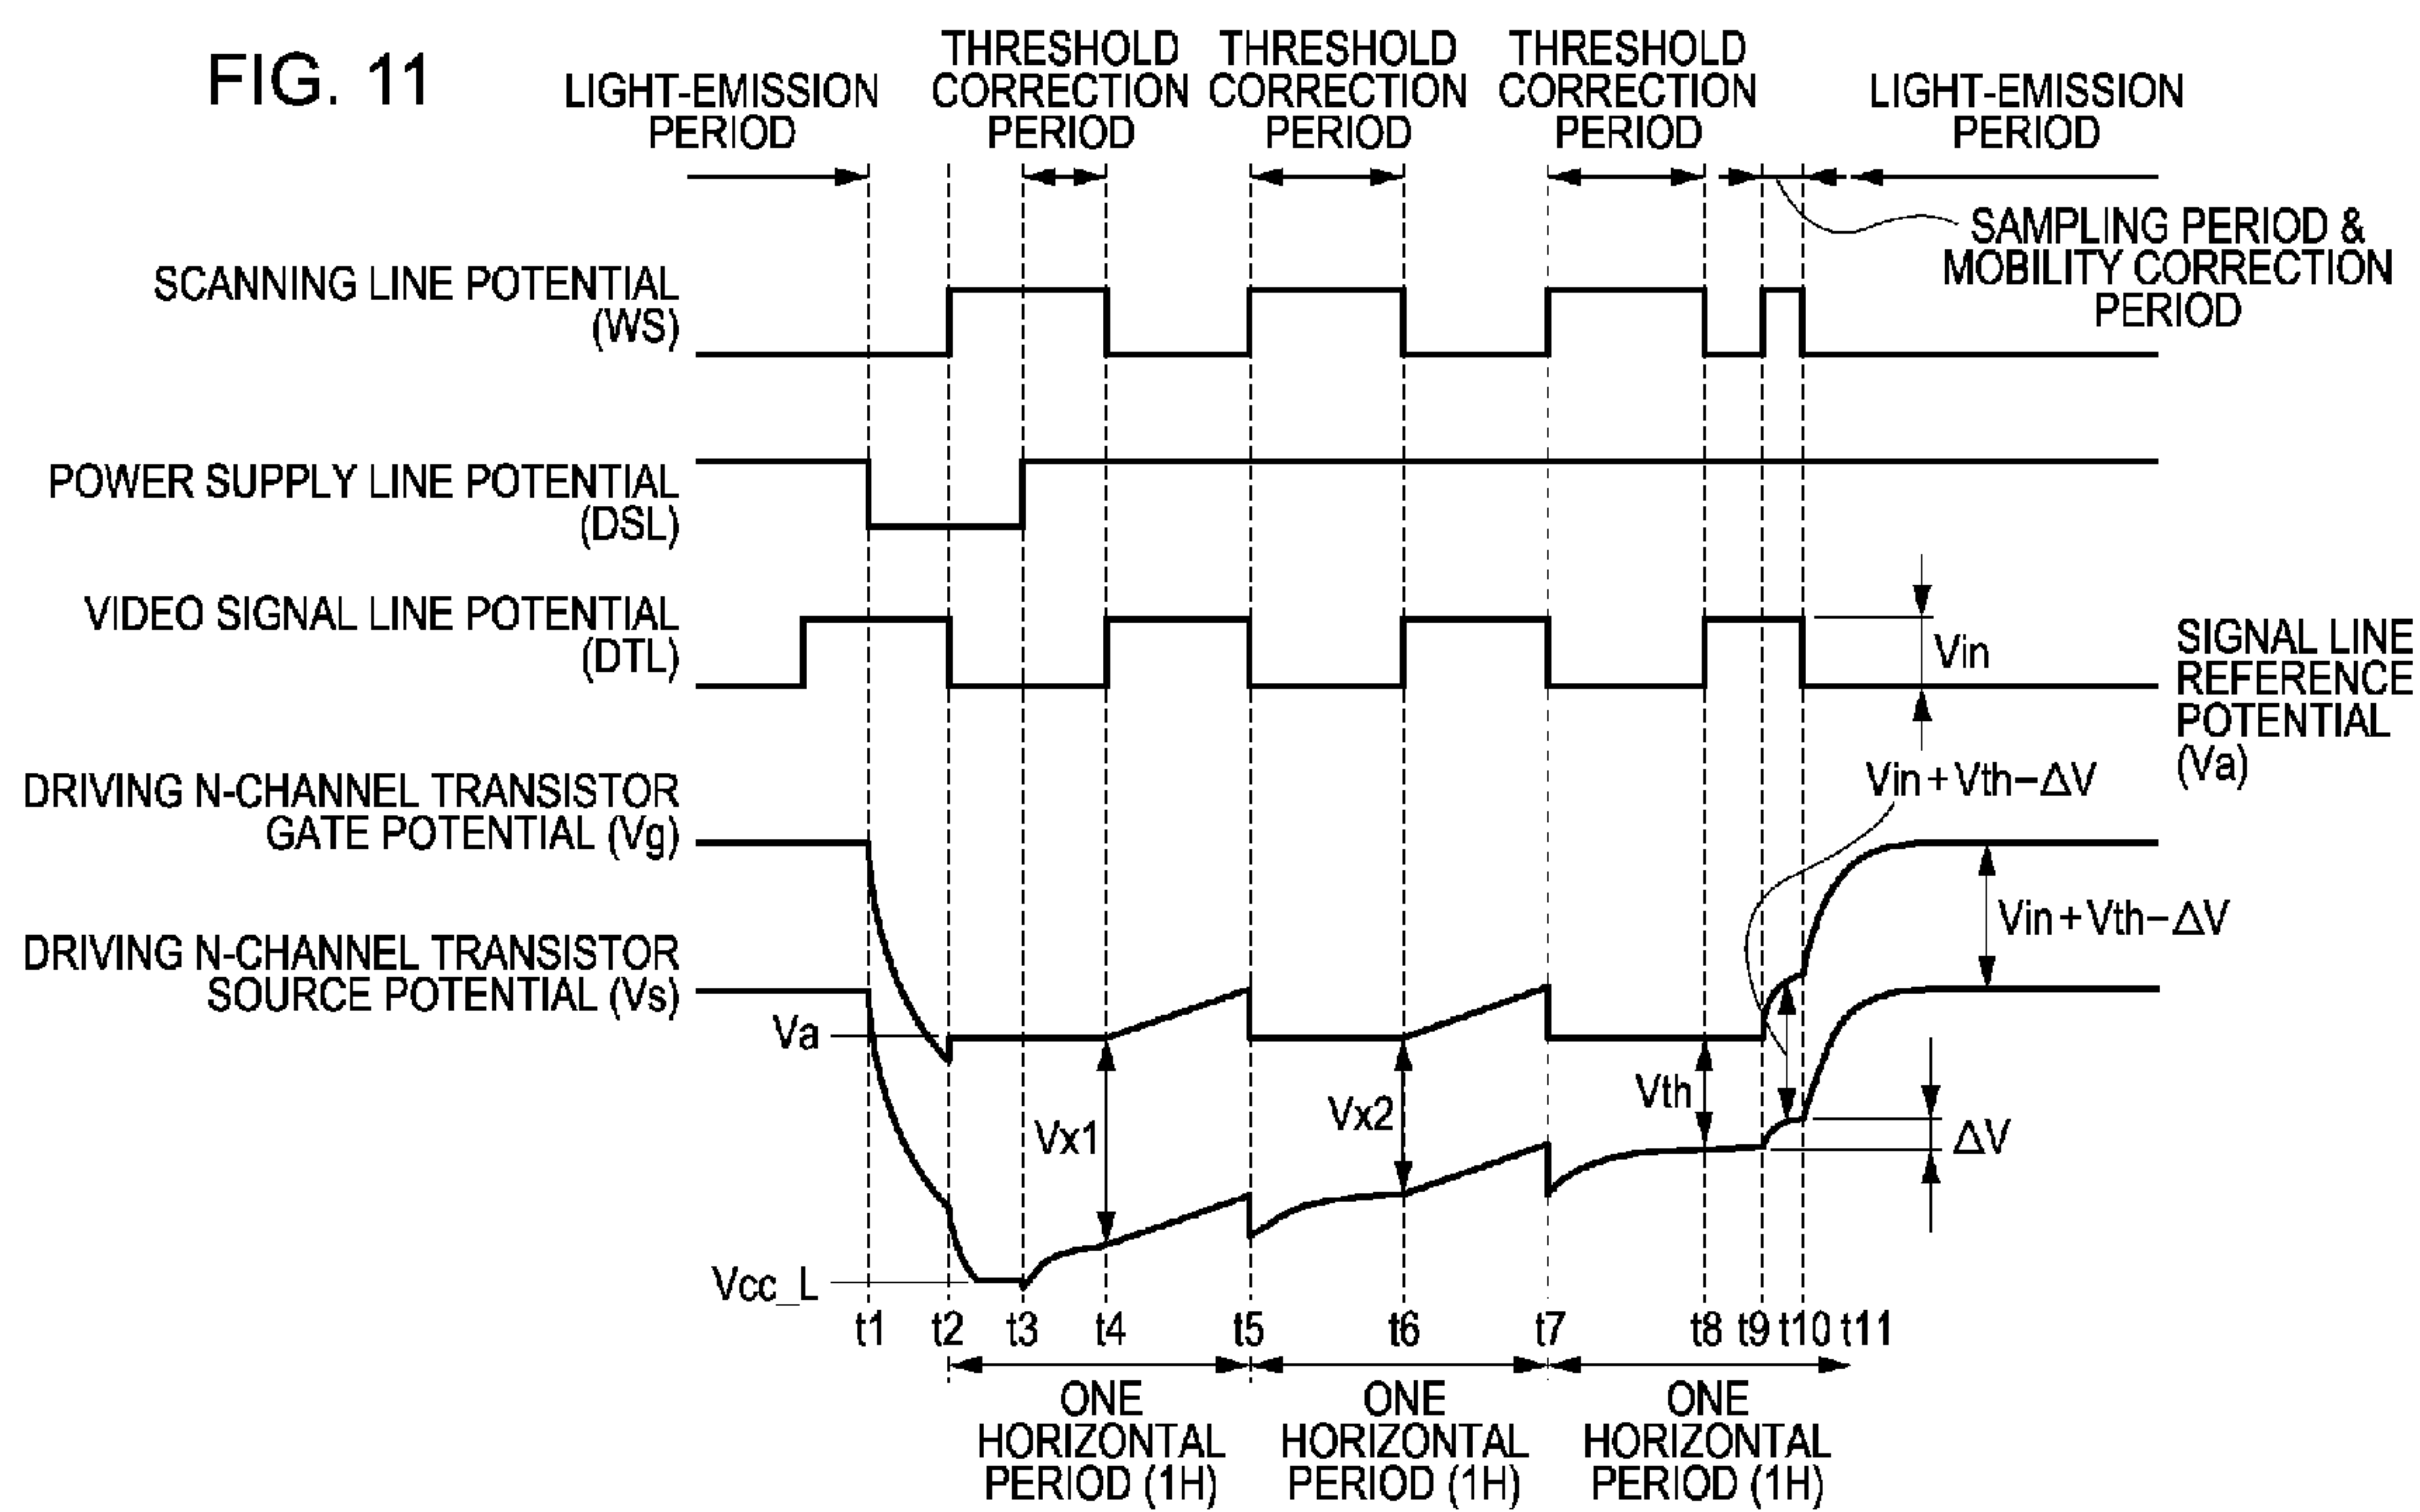 FIG. 11
LIGHT-EMISSION
PERIOD
THRESHOLD
CORRECTION
PERIOD
THRESHOLD
CORRECTION
PERIOD
THRESHOLD
CORRECTION
PERIOD
LIGHT-EMISSION
PERIOD
SAMPLING PERIOD &
MOBILITY CORRECTION
PERIOD
SCANNING LINE POTENTIAL
(WS)
POWER SUPPLY LINE POTENTIAL
(DSL)
VIDEO SIGNAL LINE POTENTIAL
(DTL)
Vin
SIGNAL LINE
REFERENCE
POTENTIAL
(Va)
Vin+Vth−ΔV
DRIVING N-CHANNEL TRANSISTOR
GATE POTENTIAL (Vg)
Vin+Vth−ΔV
DRIVING N-CHANNEL TRANSISTOR
SOURCE POTENTIAL (Vs)
Va
Vx1
Vx2
Vth
ΔV
Vcc_L
t1 t2 t3 t4 t5 t6 t7 t8 t9 t10 t11
ONE
HORIZONTAL
PERIOD (1H)
ONE
HORIZONTAL
PERIOD (1H)
ONE
HORIZONTAL
PERIOD (1H)